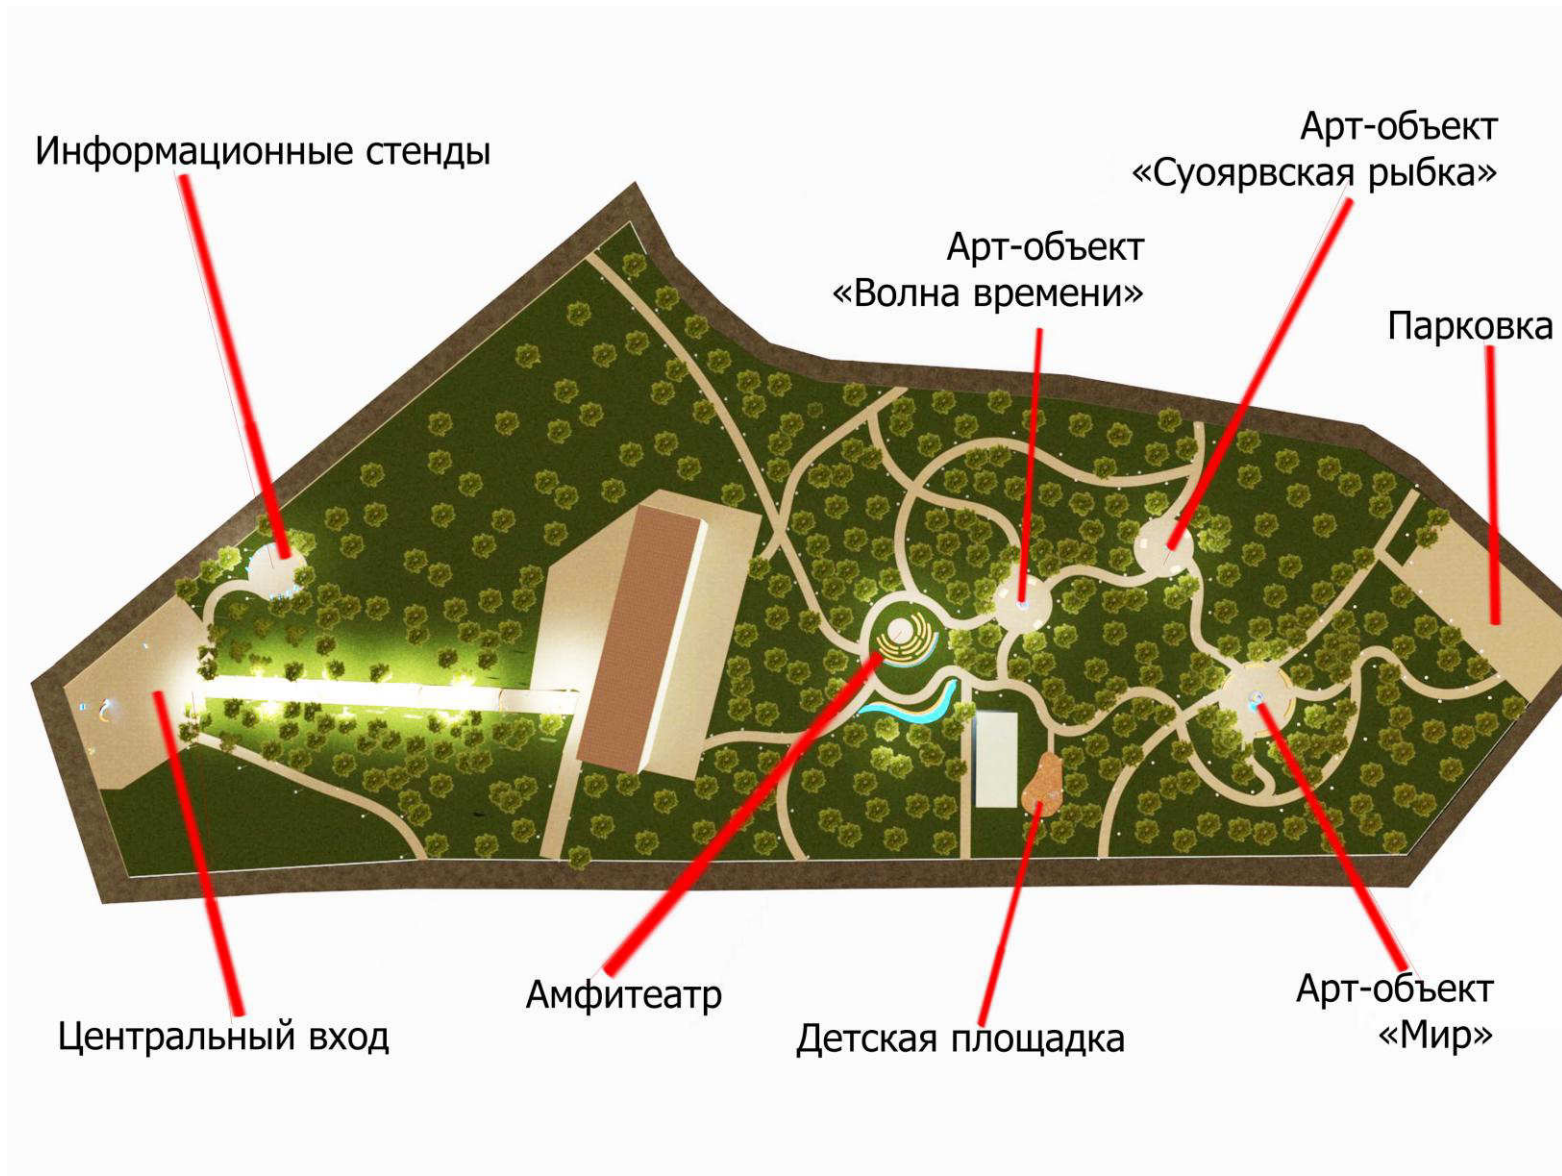 Информационные стенды
Арт-объект
«Суоярвская рыбка»
Арт-объект
«Волна времени»
Парковка
Амфитеатр
Центральный вход
Детская площадка
Арт-объект
«Мир»